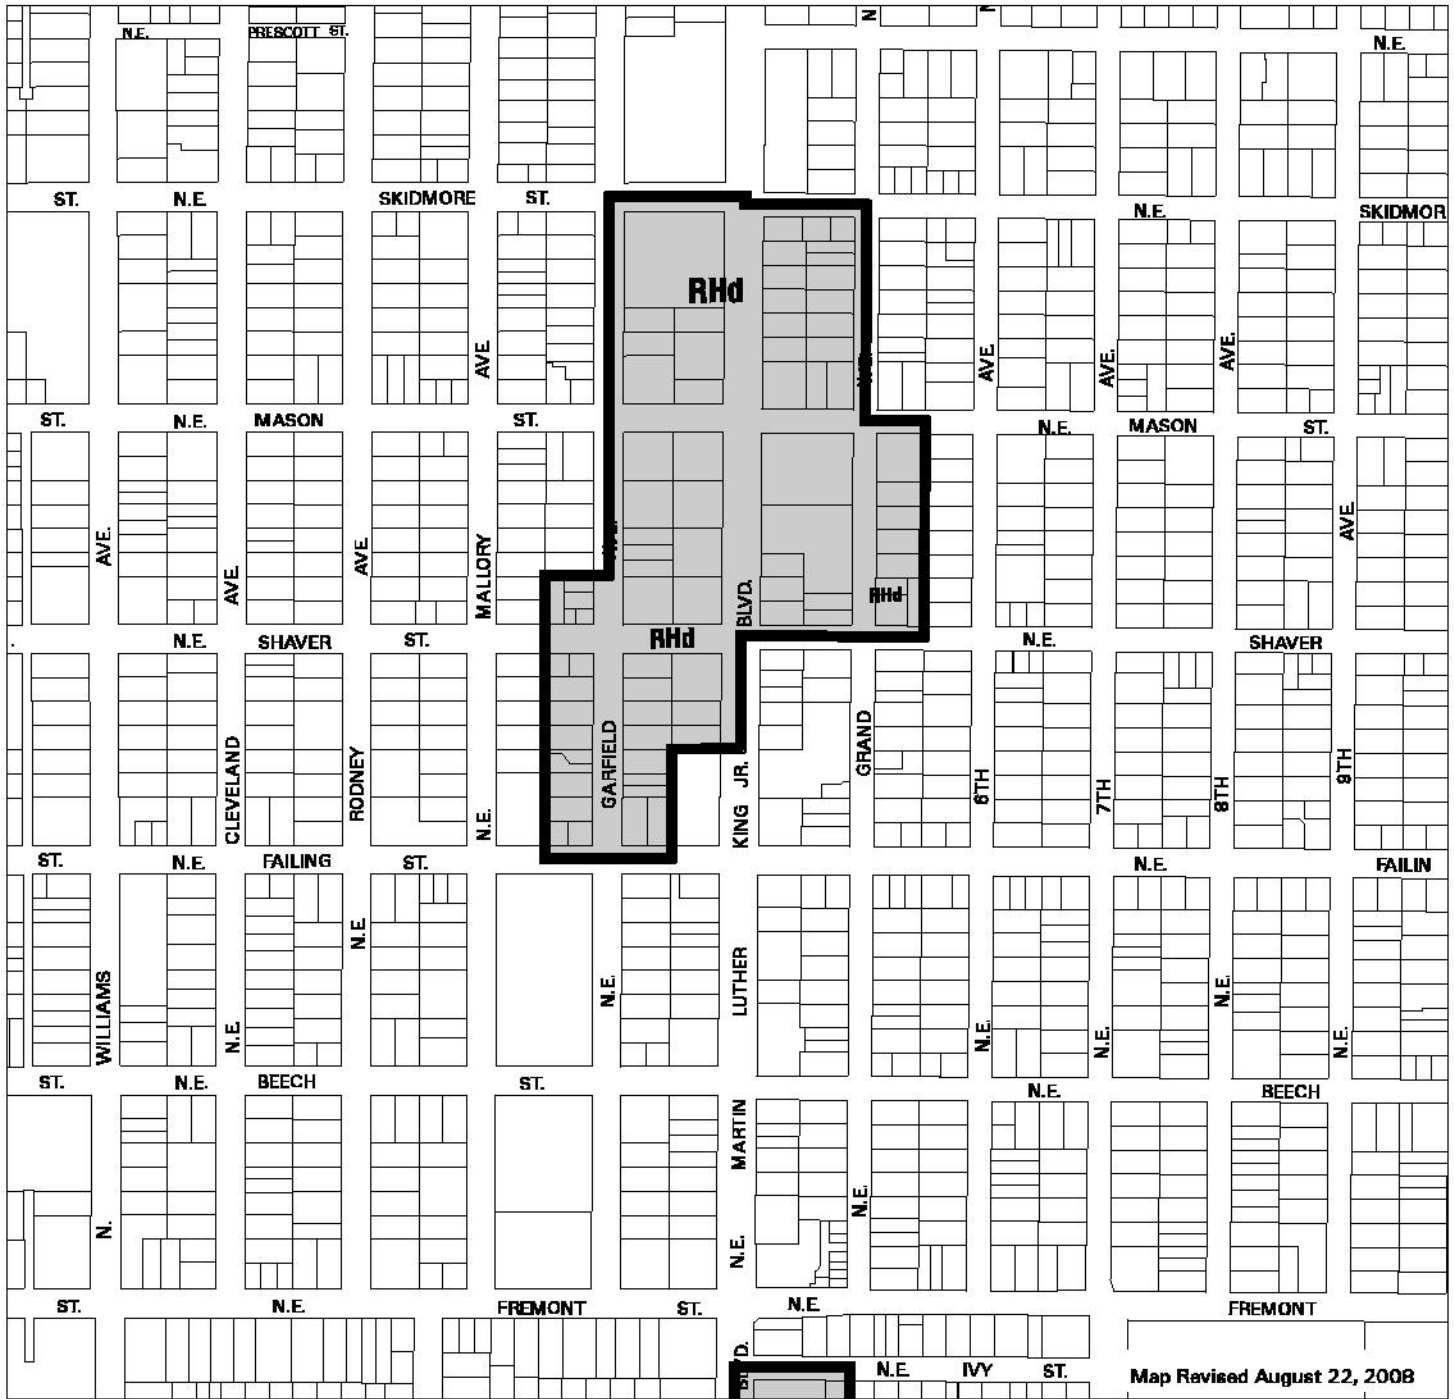 N
N
N.E.
PRESCOTT ST.
N.E.
ST.
N.E.
SKIDMORE
ST.
N.E.
SKIDMOR
RHd
AVE.
AVE.
AVE.
AVE.
ST.
N.E.
MASON
ST.
N.E.
MASON
ST.
AVE.
AVE.
AVE.
MALLORY
AVE.
BLVD.
RHd
ST.
N.E.
SHAVER
ST.
RHd
N.E.
SHAVER
CLEVELAND
RODNEY
N.E.
GARFIELD
KING JR.
GRAND
6TH
7TH
8TH
9TH
ST.
N.E.
FAILING
ST.
N.E.
FAILIN
WILLIAMS
N.E.
N.E.
N.E.
LUTHER
N.E.
N.E.
N.E.
N.E.
ST.
N.E.
BEECH
ST.
N.E.
BEECH
N.
MARTIN
N.E.
N.E.
ST.
N.E.
FREMONT
ST.
N.E.
FREMONT
N.E.
IVY
ST.
Map Revised August 22, 2008